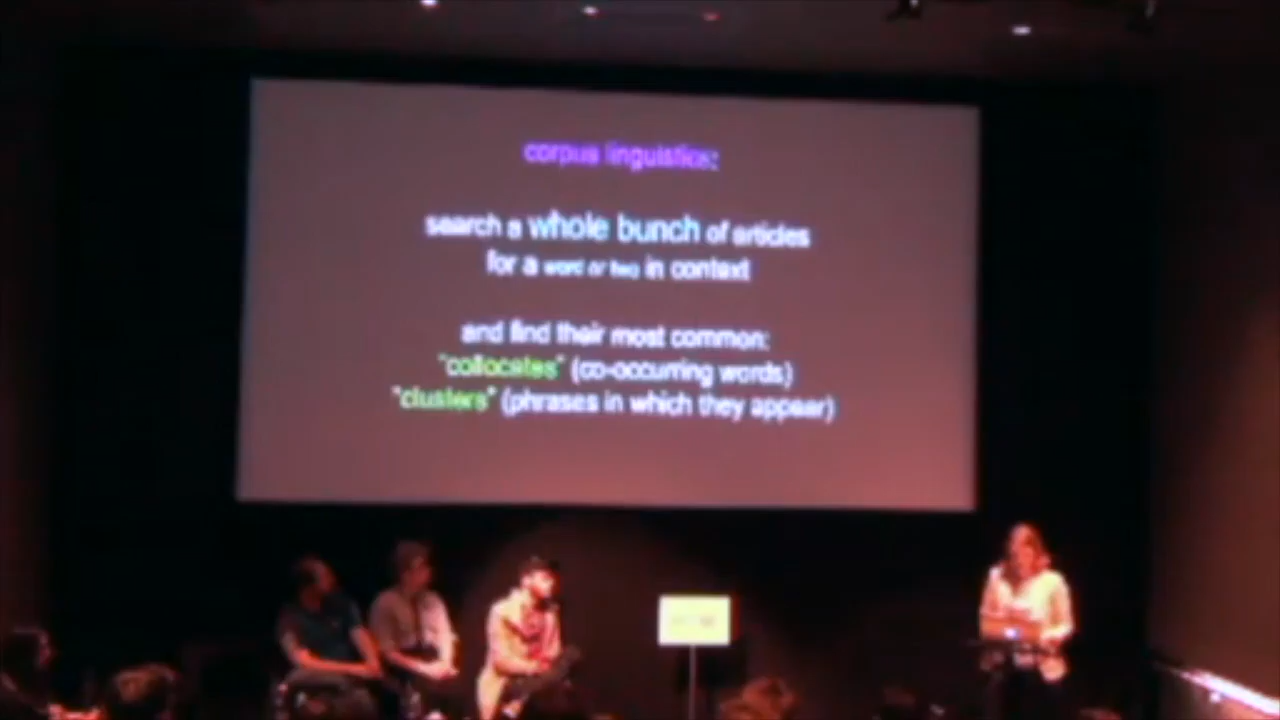 corpus linguistics:
search a whole bunch of articles
for a word or two in context
and find their most common:
"collocates" (co-occurring words)
"clusters" (phrases in which they appear)